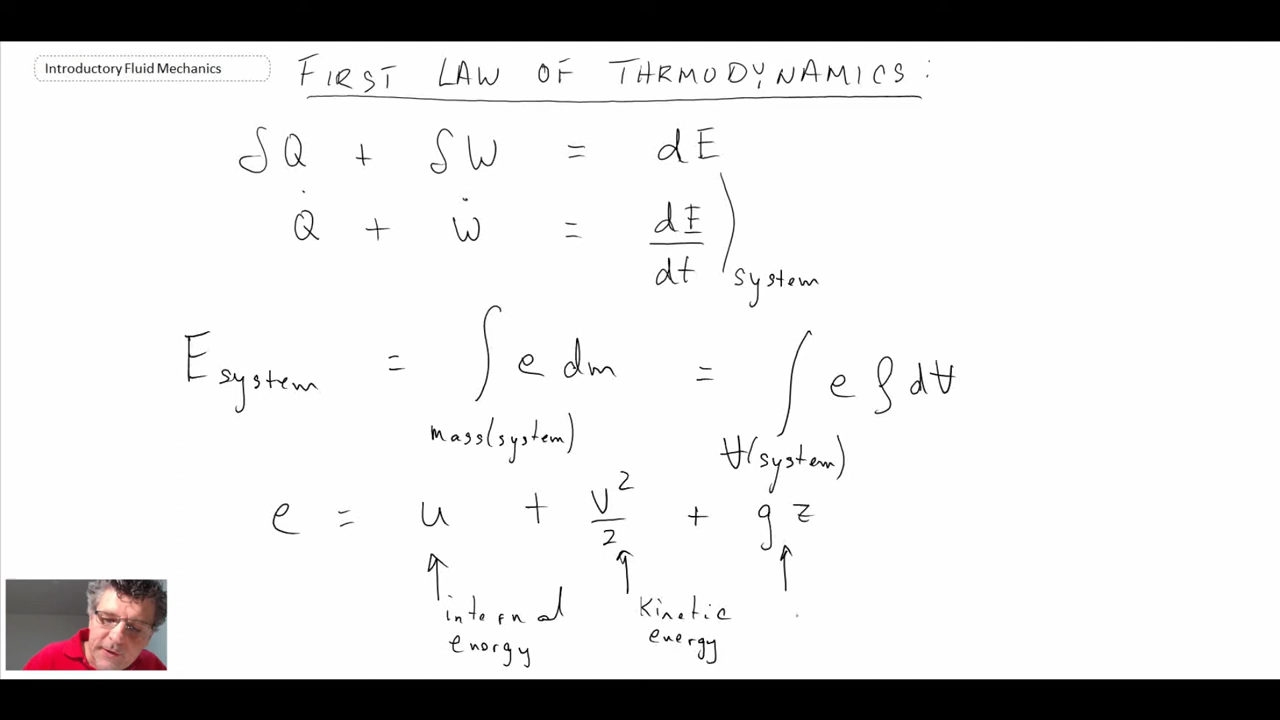 Introductory Fluid Mechanics
FIRST LAW OF THRMODYNAMICS:
δQ + δW = dE
Q̇ + Ẇ = dE/dt)system
E system = ∫ e dm = ∫ e ρ dV̶
mass(system) V̶(system)
e = u + V²/2 + g z
internal energy
kinetic energy